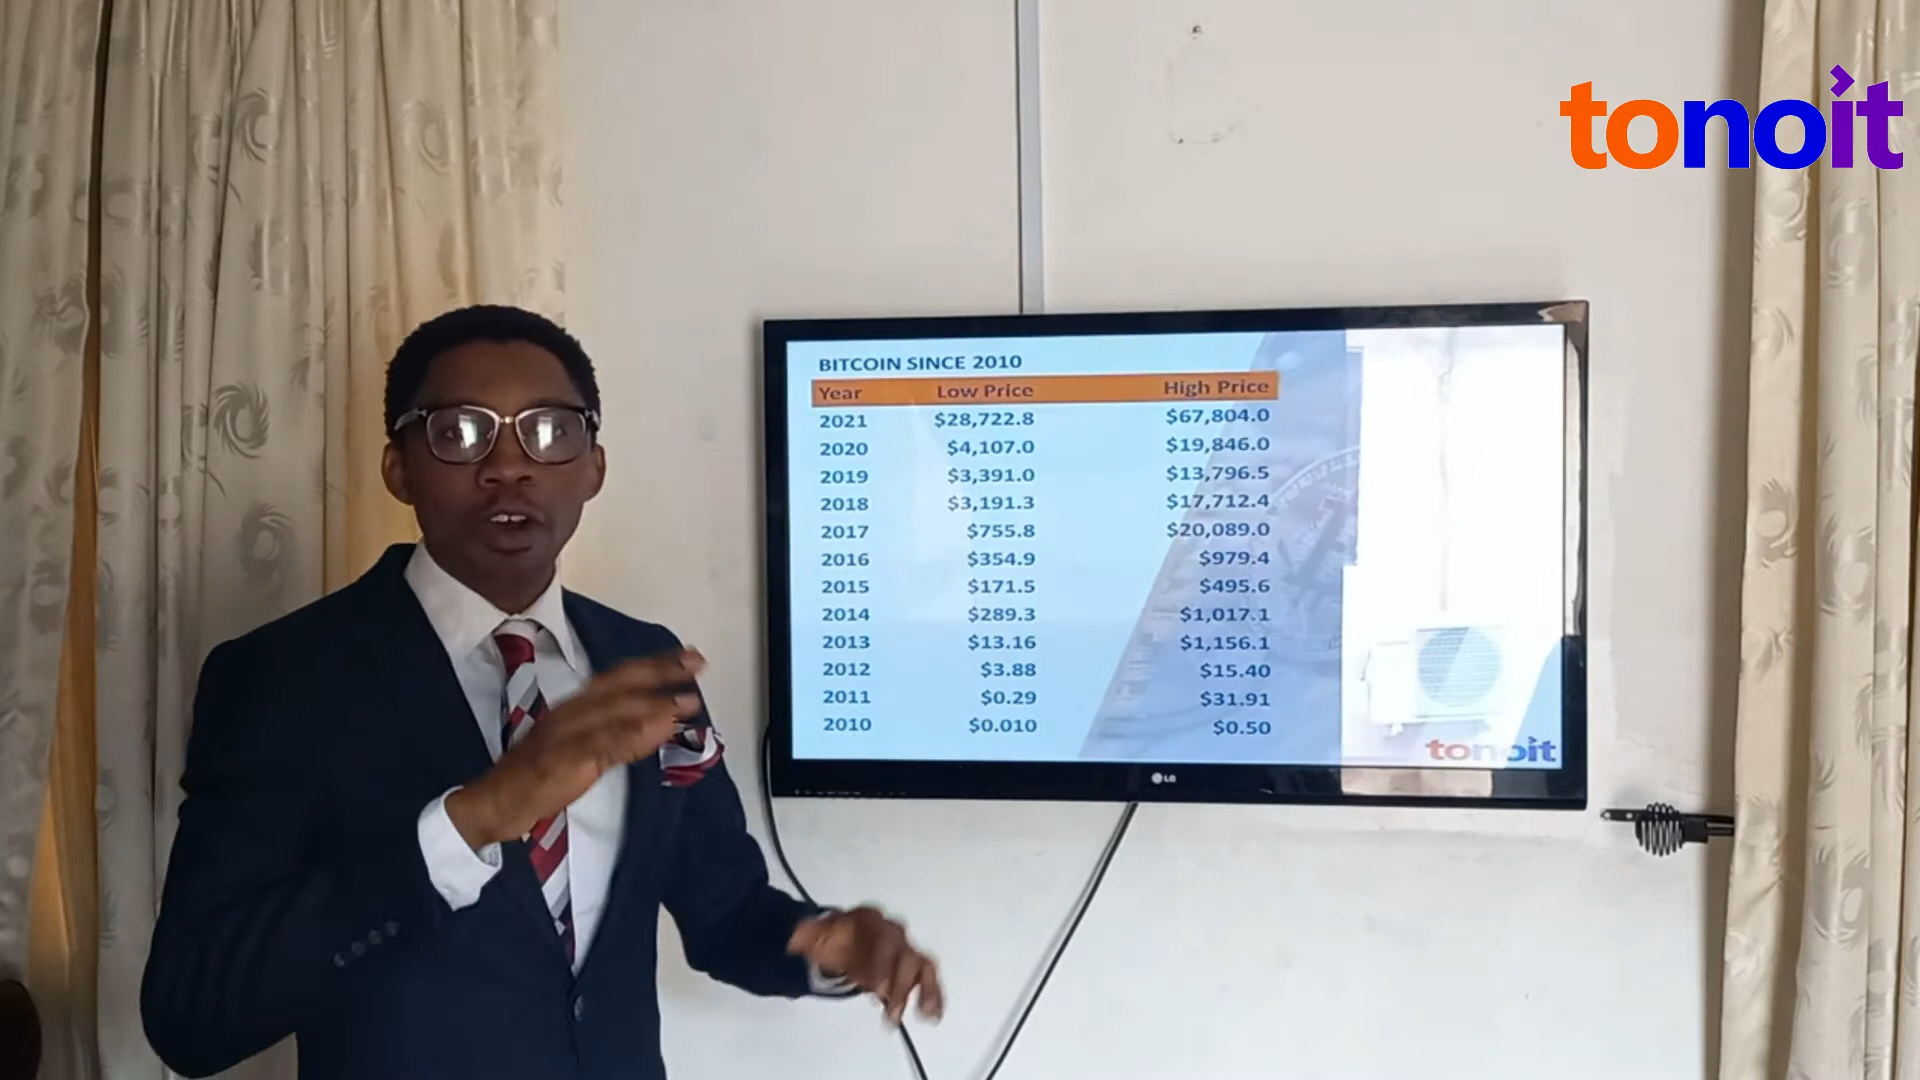 tonoit
BITCOIN SINCE 2010
Year Low Price High Price
2021 $28,722.8 $67,804.0
2020 $4,107.0 $19,846.0
2019 $3,391.0 $13,796.5
2018 $3,191.3 $17,712.4
2017 $755.8 $20,089.0
2016 $354.9 $979.4
2015 $171.5 $495.6
2014 $289.3 $1,017.1
2013 $13.16 $1,156.1
2012 $3.88 $15.40
2011 $0.29 $31.91
2010 $0.010 $0.50
tonoit
LG